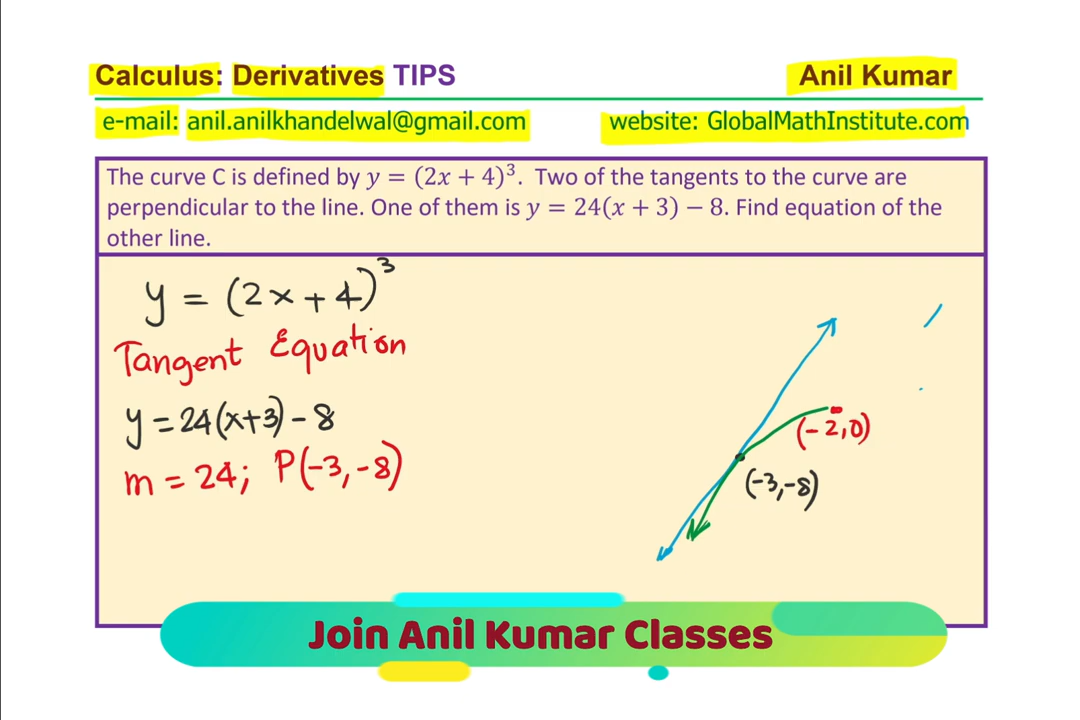 Calculus: Derivatives TIPS Anil Kumar
e-mail: anil.anilkhandelwal@gmail.com website: GlobalMathInstitute.com
The curve C is defined by y = (2x + 4)³. Two of the tangents to the curve are
perpendicular to the line. One of them is y = 24(x + 3) − 8. Find equation of the
other line.
y = (2x + 4)³
Tangent Equation
y = 24(x+3) - 8
m = 24; P(-3, -8)
(-2,0)
(-3,-8)
Join Anil Kumar Classes